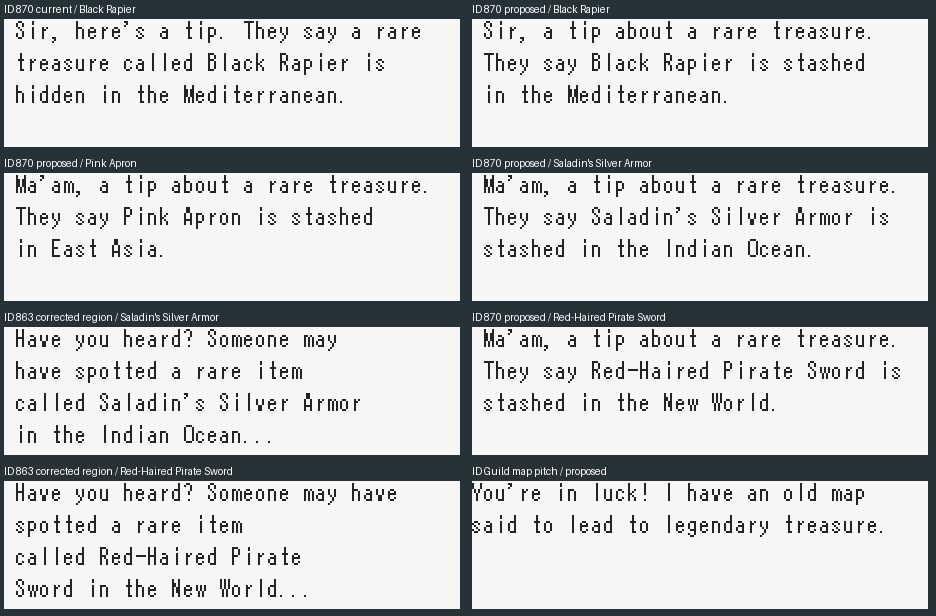 ID870 current / Black Rapier
Sir, here's a tip. They say a rare
treasure called Black Rapier is
hidden in the Mediterranean.
ID870 proposed / Black Rapier
Sir, a tip about a rare treasure.
They say Black Rapier is stashed
in the Mediterranean.
ID870 proposed / Pink Apron
Ma'am, a tip about a rare treasure.
They say Pink Apron is stashed
in East Asia.
ID870 proposed / Saladin's Silver Armor
Ma'am, a tip about a rare treasure.
They say Saladin's Silver Armor is
stashed in the Indian Ocean.
ID863 corrected region / Saladin's Silver Armor
Have you heard? Someone may
have spotted a rare item
called Saladin's Silver Armor
in the Indian Ocean...
ID870 proposed / Red-Haired Pirate Sword
Ma'am, a tip about a rare treasure.
They say Red-Haired Pirate Sword is
stashed in the New World.
ID863 corrected region / Red-Haired Pirate Sword
Have you heard? Someone may have
spotted a rare item
called Red-Haired Pirate
Sword in the New World...
IDGuild map pitch / proposed
You're in luck! I have an old map
said to lead to legendary treasure.